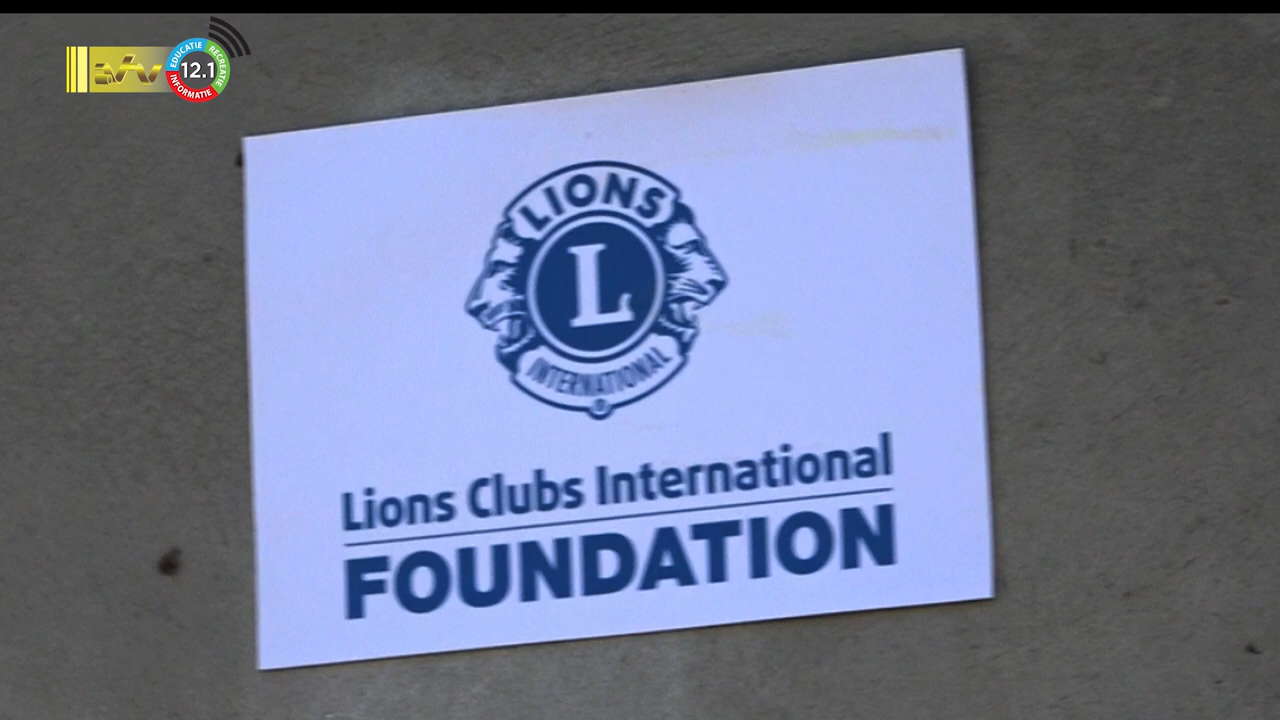 EDUCATIE
RECREATIE
12.1
INFORMATIE
LIONS
L
INTERNATIONAL
Lions Clubs International
FOUNDATION